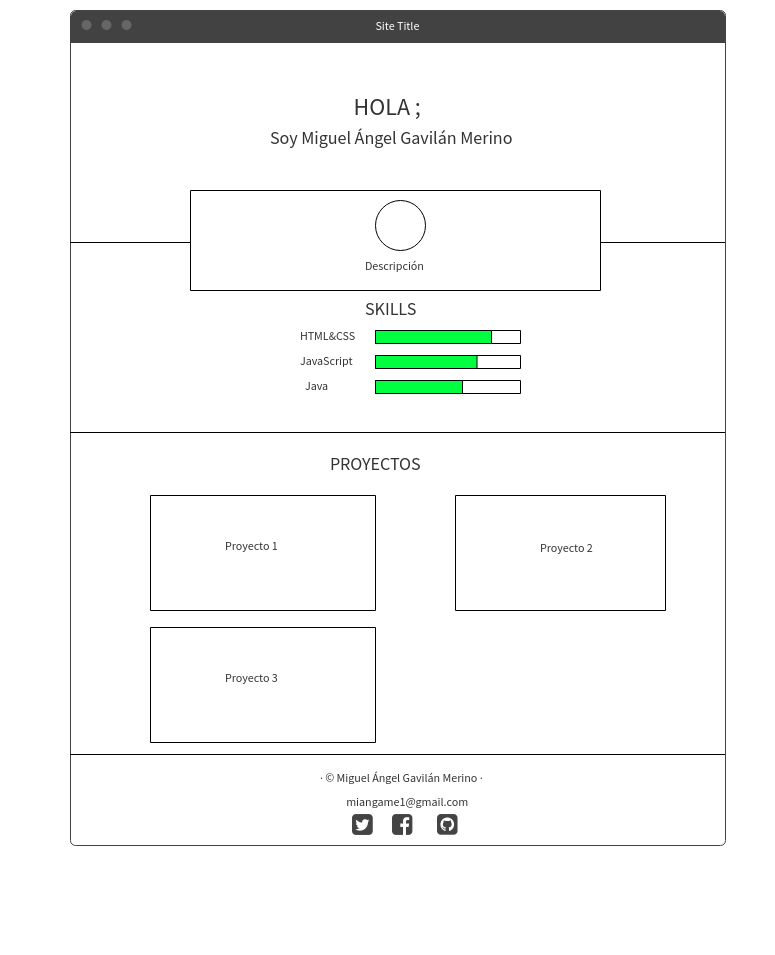 Site Title
HOLA ;
Soy Miguel Ángel Gavilán Merino
Descripción
SKILLS
HTML&CSS
JavaScript
Java
PROYECTOS
Proyecto 1
Proyecto 2
Proyecto 3
· © Miguel Ángel Gavilán Merino ·
miangame1@gmail.com